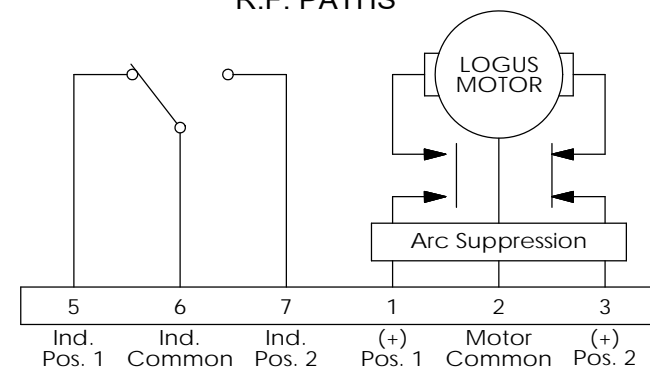 R.F. PATHS
LOGUS
MOTOR
Arc Suppression
5 6 7 1 2 3
Ind. Ind. Ind. (+) Motor (+)
Pos. 1 Common Pos. 2 Pos. 1 Common Pos. 2